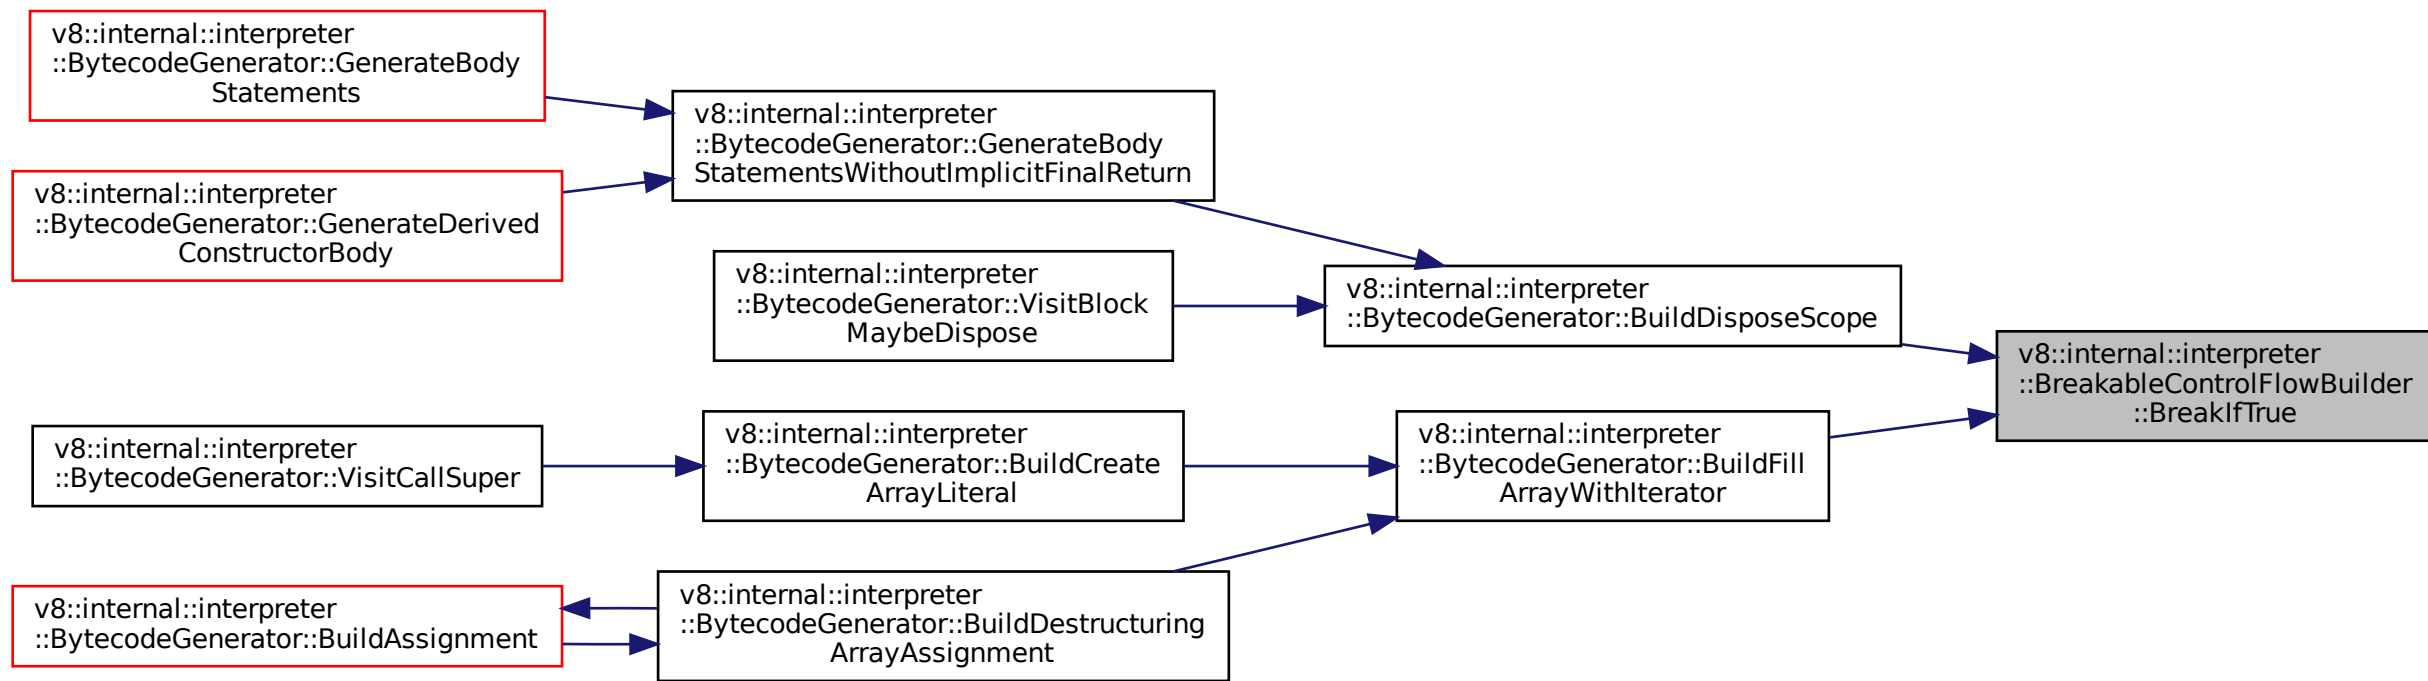 v8::internal::interpreter
::BytecodeGenerator::GenerateBody
Statements
v8::internal::interpreter
::BytecodeGenerator::GenerateDerived
ConstructorBody
v8::internal::interpreter
::BytecodeGenerator::GenerateBody
StatementsWithoutImplicitFinalReturn
v8::internal::interpreter
::BytecodeGenerator::VisitBlock
MaybeDispose
v8::internal::interpreter
::BytecodeGenerator::BuildDisposeScope
v8::internal::interpreter
::BreakableControlFlowBuilder
::BreakIfTrue
v8::internal::interpreter
::BytecodeGenerator::VisitCallSuper
v8::internal::interpreter
::BytecodeGenerator::BuildCreate
ArrayLiteral
v8::internal::interpreter
::BytecodeGenerator::BuildFill
ArrayWithIterator
v8::internal::interpreter
::BytecodeGenerator::BuildAssignment
v8::internal::interpreter
::BytecodeGenerator::BuildDestructuring
ArrayAssignment